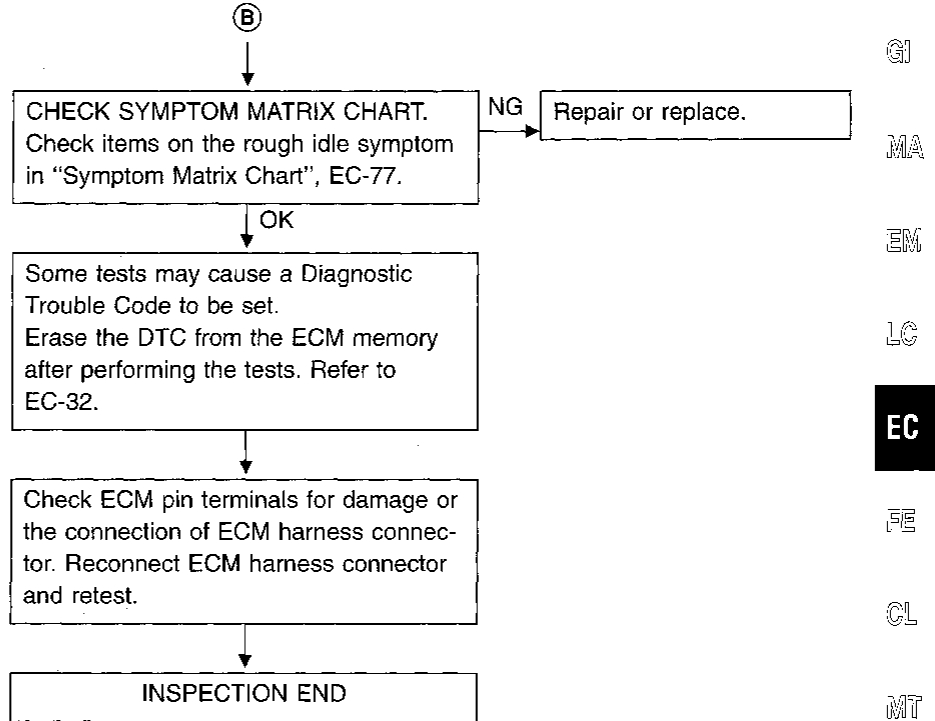 B
CHECK SYMPTOM MATRIX CHART.
Check items on the rough idle symptom
in “Symptom Matrix Chart”, EC-77.
NG
Repair or replace.
OK
Some tests may cause a Diagnostic
Trouble Code to be set.
Erase the DTC from the ECM memory
after performing the tests. Refer to
EC-32.
Check ECM pin terminals for damage or
the connection of ECM harness connec-
tor. Reconnect ECM harness connector
and retest.
INSPECTION END
GI
MA
EM
LC
EC
FE
CL
MT